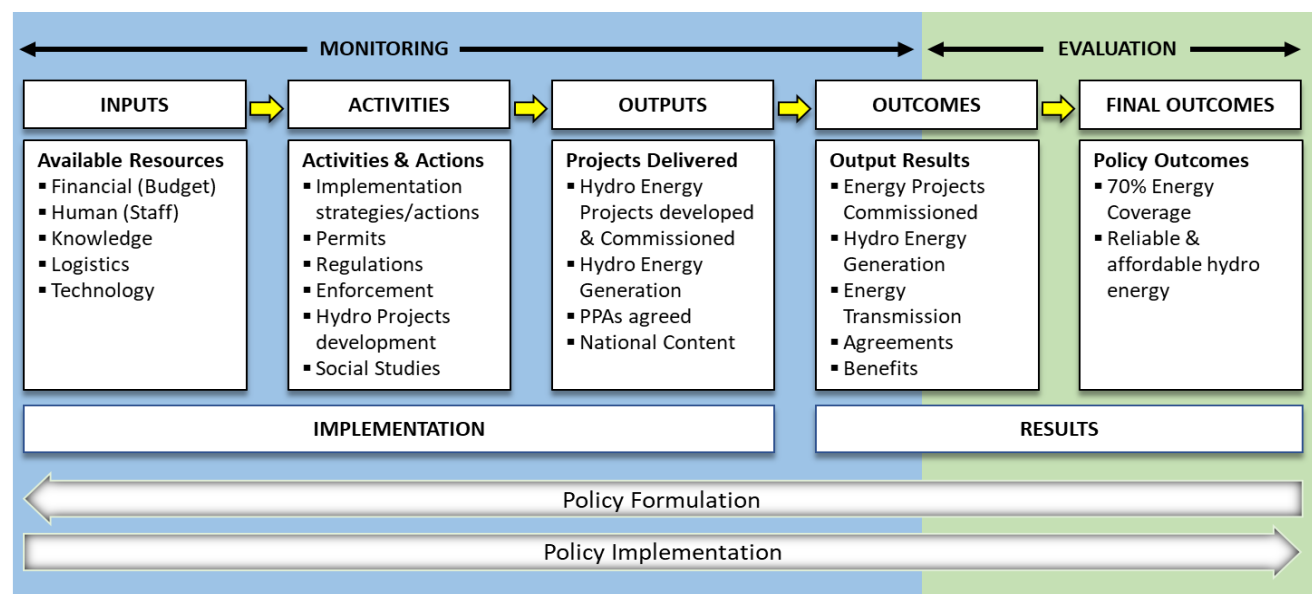 MONITORING
EVALUATION
INPUTS
ACTIVITIES
OUTPUTS
OUTCOMES
FINAL OUTCOMES
Available Resources
▪ Financial (Budget)
▪ Human (Staff)
▪ Knowledge
▪ Logistics
▪ Technology
Activities & Actions
▪ Implementation
strategies/actions
▪ Permits
▪ Regulations
▪ Enforcement
▪ Hydro Projects
development
▪ Social Studies
Projects Delivered
▪ Hydro Energy
Projects developed
& Commissioned
▪ Hydro Energy
Generation
▪ PPAs agreed
▪ National Content
Output Results
▪ Energy Projects
Commissioned
▪ Hydro Energy
Generation
▪ Energy
Transmission
▪ Agreements
▪ Benefits
Policy Outcomes
▪ 70% Energy
Coverage
▪ Reliable &
affordable hydro
energy
IMPLEMENTATION
RESULTS
Policy Formulation
Policy Implementation